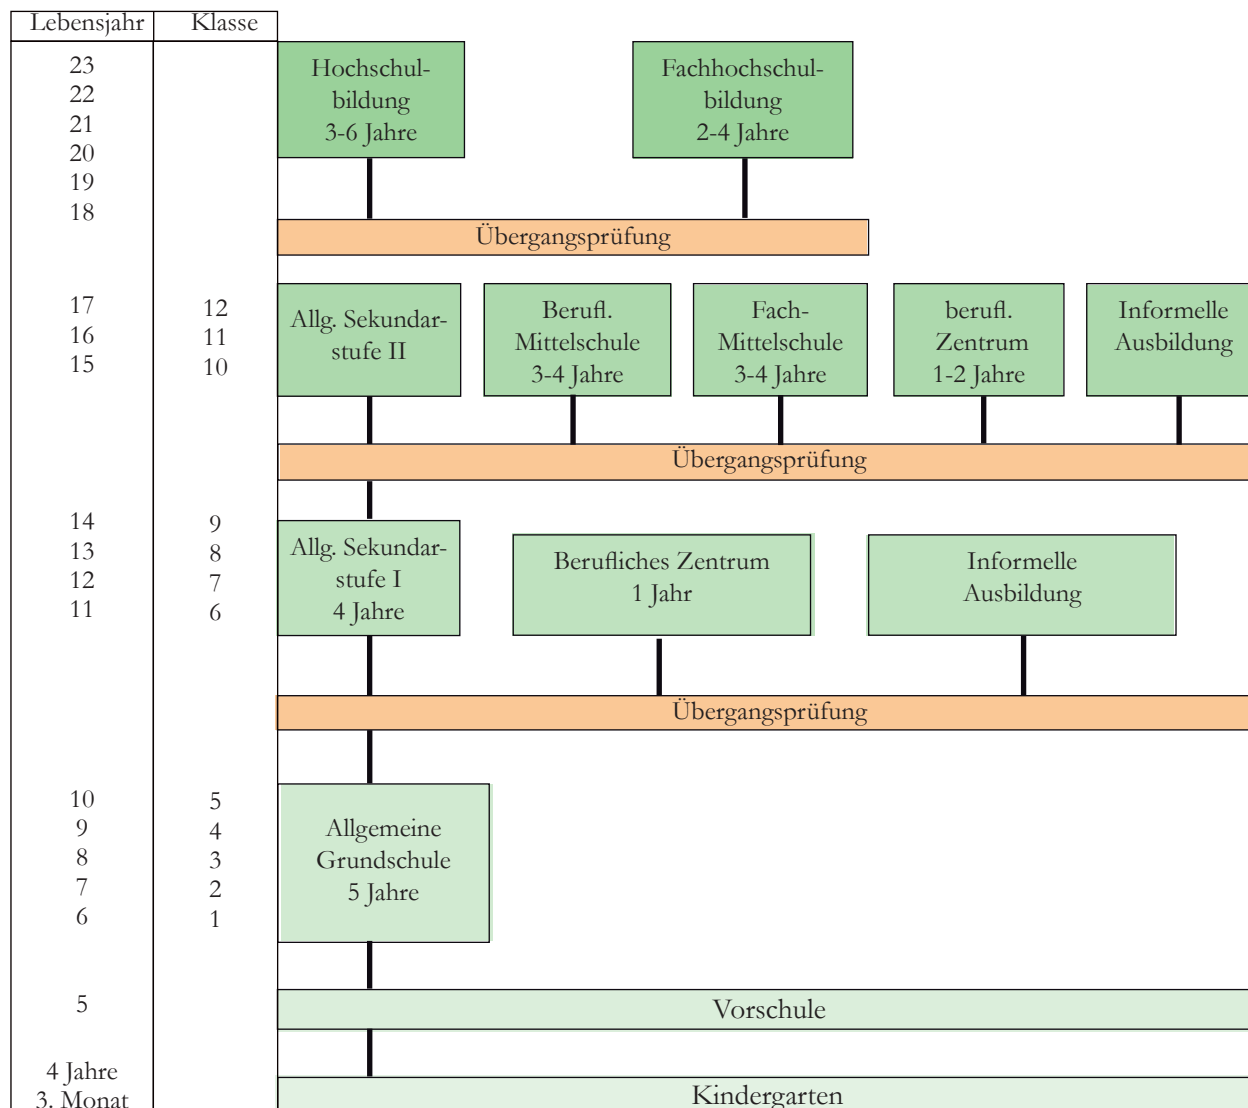 Lebensjahr Klasse
23
22
21
20
19
18
Hochschul-
bildung
3-6 Jahre
Fachhochschul-
bildung
2-4 Jahre
Übergangsprüfung
17 12
16 11
15 10
Allg. Sekundar-
stufe II
Berufl.
Mittelschule
3-4 Jahre
Fach-
Mittelschule
3-4 Jahre
berufl.
Zentrum
1-2 Jahre
Informelle
Ausbildung
Übergangsprüfung
14 9
13 8
12 7
11 6
Allg. Sekundar-
stufe I
4 Jahre
Berufliches Zentrum
1 Jahr
Informelle
Ausbildung
Übergangsprüfung
10 5
9 4
8 3
7 2
6 1
Allgemeine
Grundschule
5 Jahre
5
Vorschule
4 Jahre
3. Monat
Kindergarten